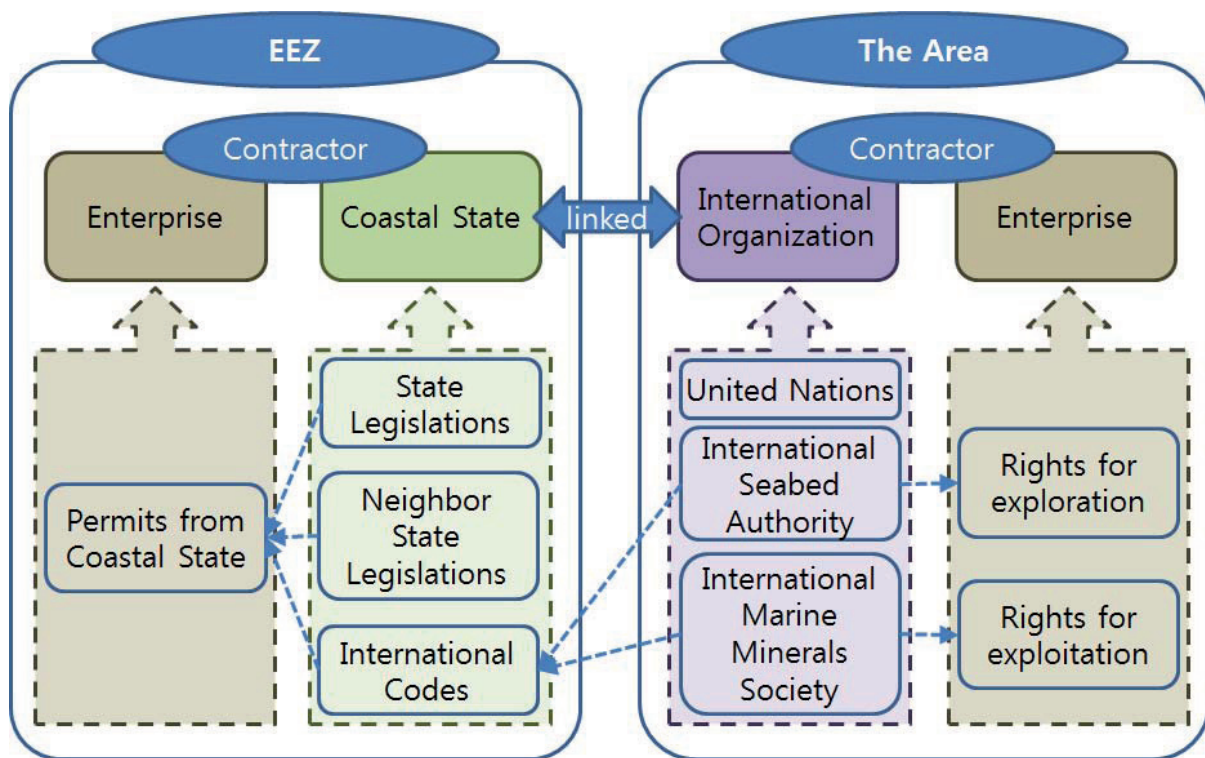 EEZ
The Area
Contractor
Contractor
Enterprise
Coastal State
linked
International
Organization
Enterprise
Permits from
Coastal State
State
Legislations
Neighbor
State
Legislations
International
Codes
United Nations
International
Seabed
Authority
International
Marine
Minerals
Society
Rights for
exploration
Rights for
exploitation